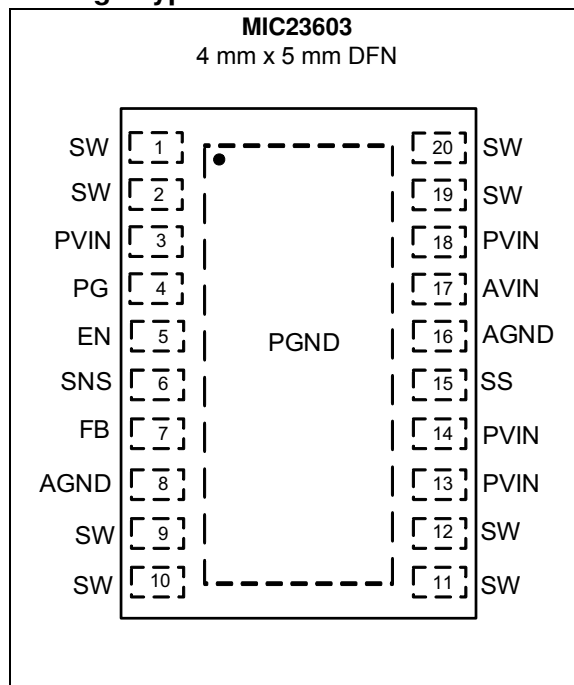 MIC23603
4 mm x 5 mm DFN
SW 1 20 SW
SW 2 19 SW
PVIN 3 18 PVIN
PG 4 17 AVIN
EN 5 PGND 16 AGND
SNS 6 15 SS
FB 7 14 PVIN
AGND 8 13 PVIN
SW 9 12 SW
SW 10 11 SW